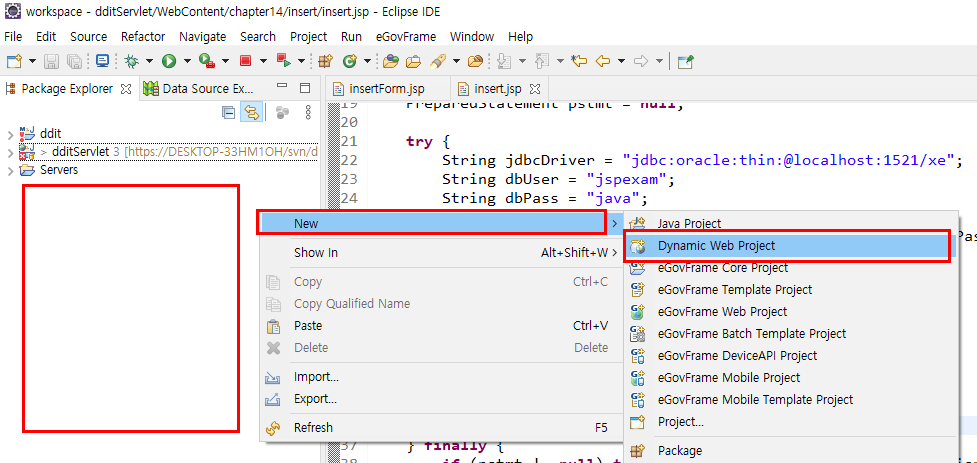 workspace - dditServlet/WebContent/chapter14/insert/insert.jsp - Eclipse IDE
File Edit Source Refactor Navigate Search Project Run eGovFrame Window Help
Package Explorer Data Source Ex... insertForm.jsp insert.jsp
ddit
> dditServlet 3 [https://DESKTOP-33HM1OH/svn/d
Servers
19 PreparedStatement pstmt = null;
20
21 try {
22 String jdbcDriver = "jdbc:oracle:thin:@localhost:1521/xe";
23 String dbUser = "jspexam";
24 String dbPass = "java";
New >
Show In Alt+Shift+W >
Copy Ctrl+C
Copy Qualified Name
Paste Ctrl+V
Delete Delete
Import...
Export...
Refresh F5
Java Project
Dynamic Web Project
eGovFrame Core Project
eGovFrame Template Project
eGovFrame Web Project
eGovFrame Batch Template Project
eGovFrame DeviceAPI Project
eGovFrame Mobile Project
eGovFrame Mobile Template Project
Project...
Package
Pas
37 } finally {
38